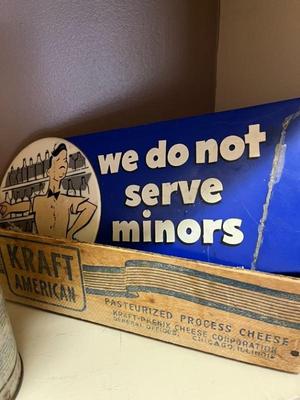 we do not
serve
minors
KRAFT
AMERICAN
PASTEURIZED PROCESS CHEESE
KRAFT-PHENIX CHEESE CORPORATION
GENERAL OFFICES, CHICAGO, ILLINOIS